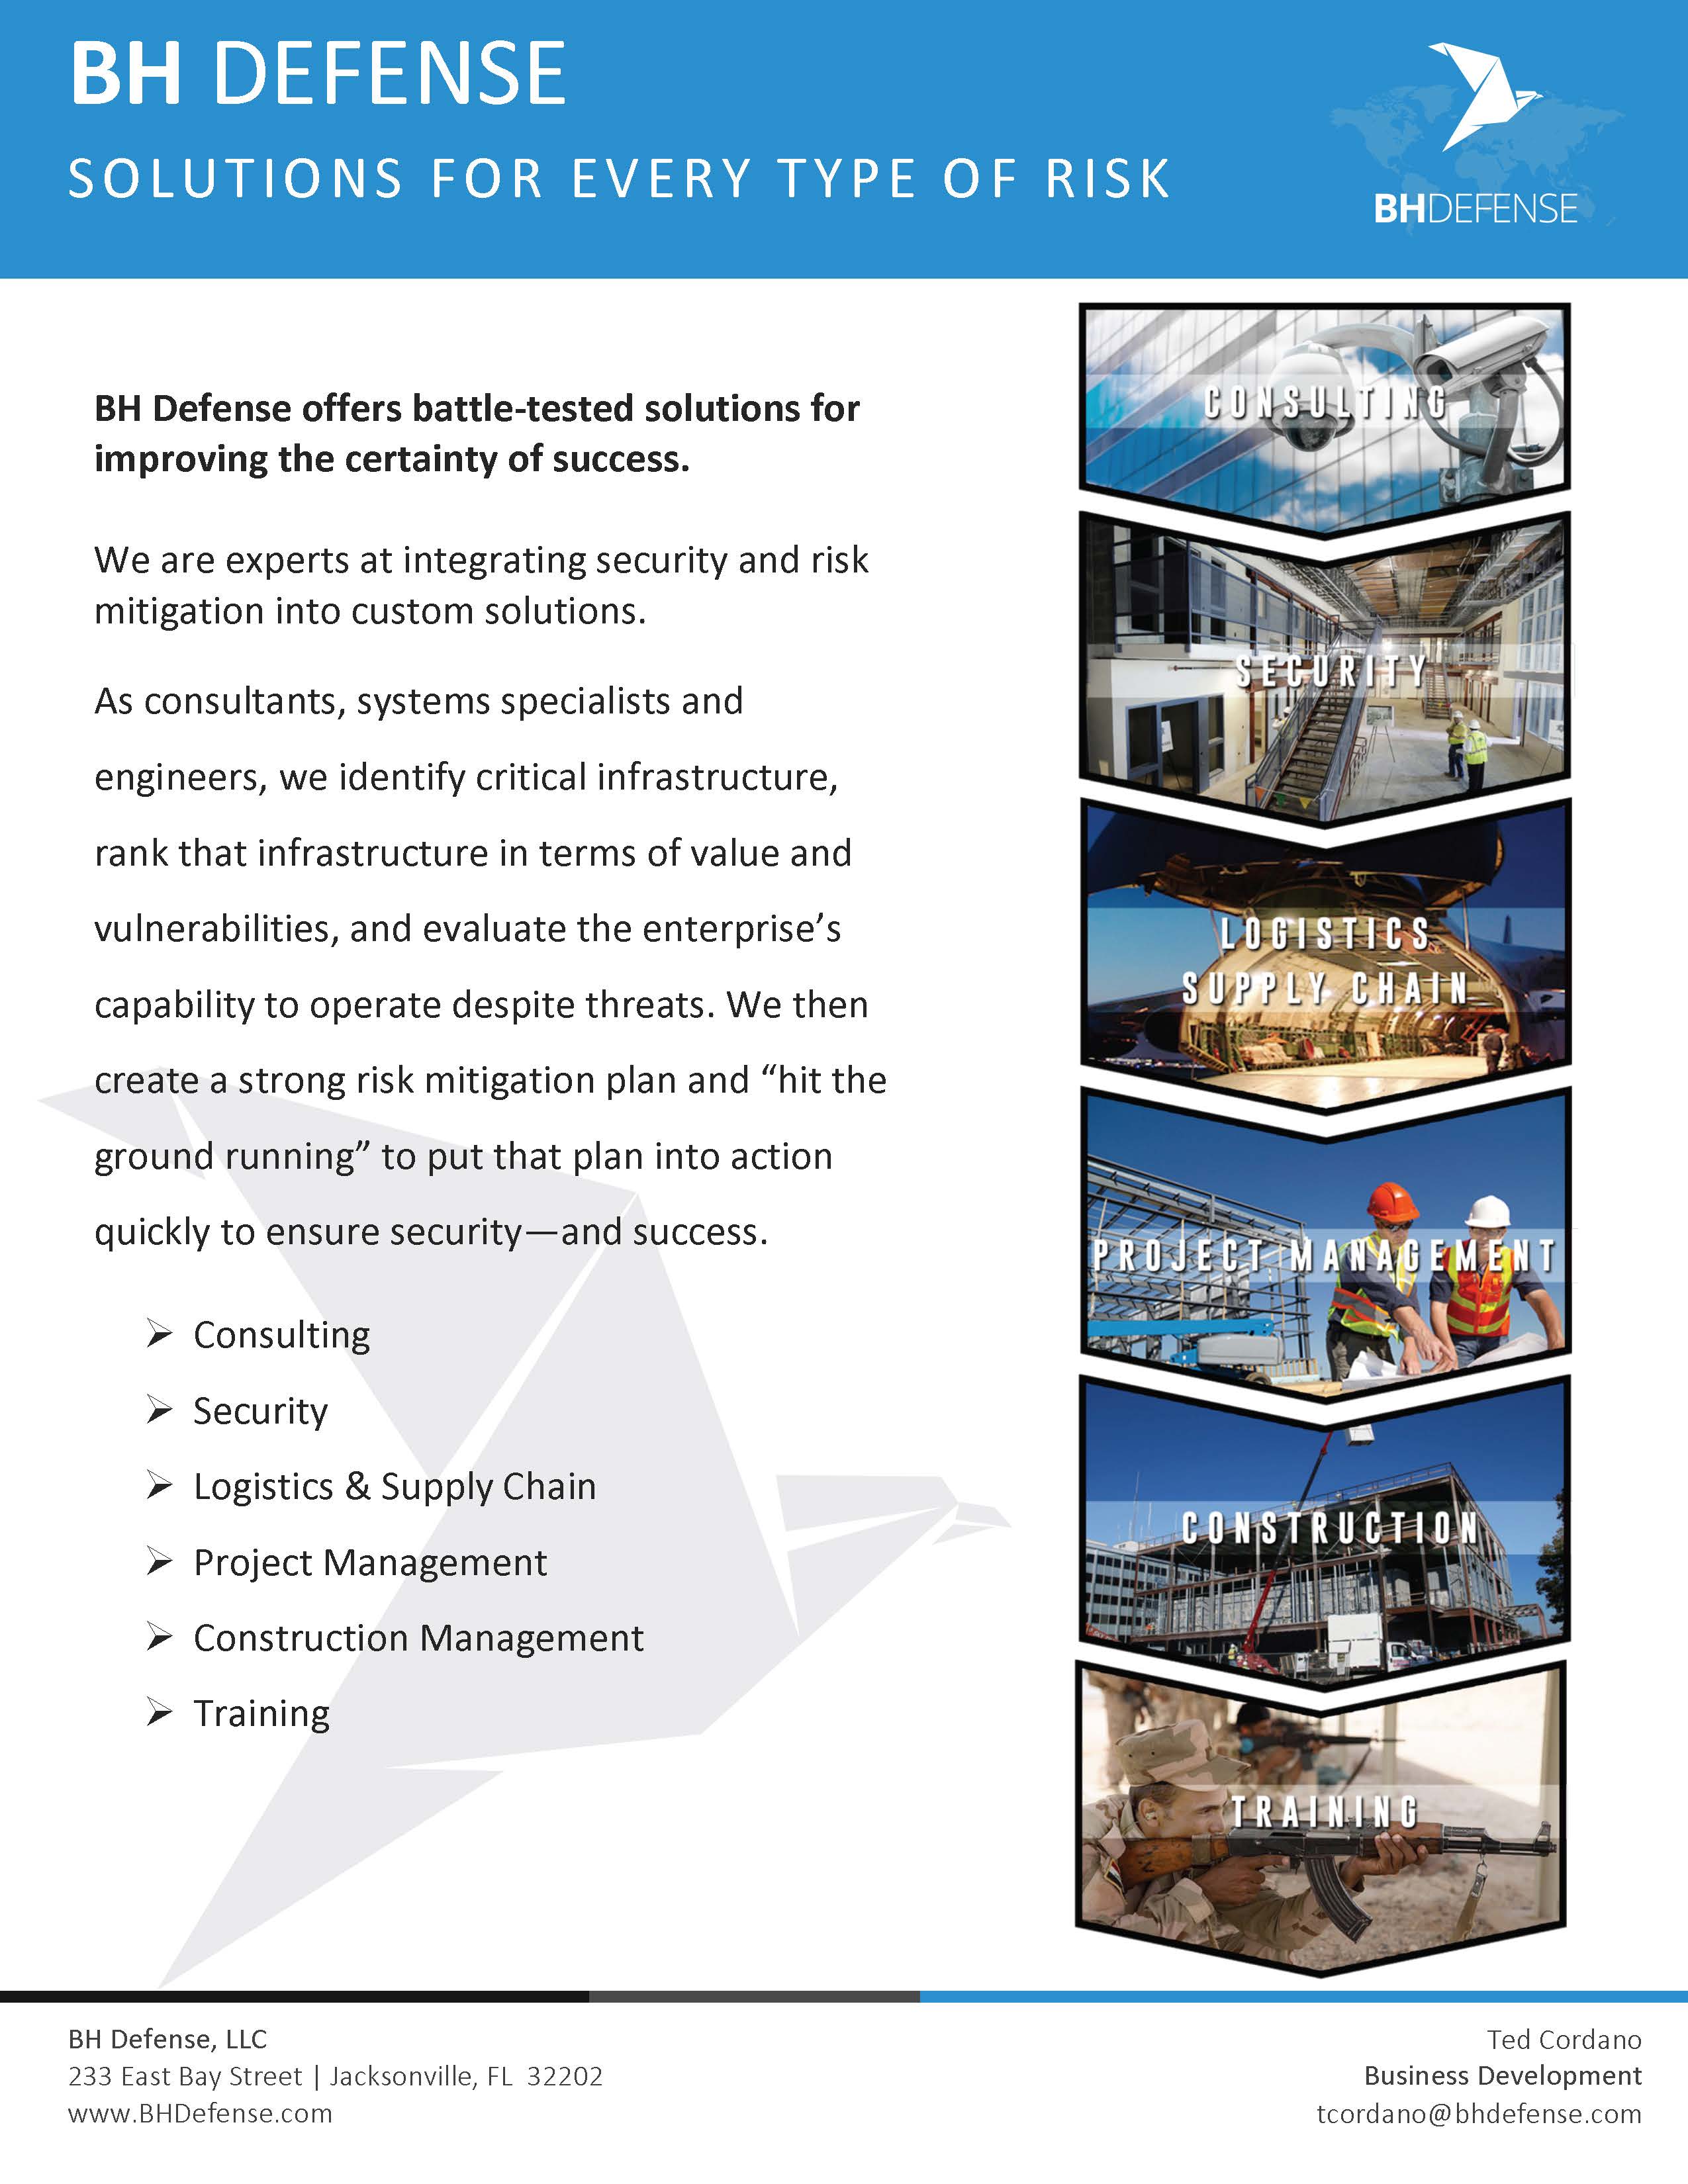 BH DEFENSE
SOLUTIONS FOR EVERY TYPE OF RISK
BHDEFENSE
BH Defense offers battle-tested solutions for
improving the certainty of success.
We are experts at integrating security and risk
mitigation into custom solutions.
As consultants, systems specialists and
engineers, we identify critical infrastructure,
rank that infrastructure in terms of value and
vulnerabilities, and evaluate the enterprise’s
capability to operate despite threats. We then
create a strong risk mitigation plan and “hit the
ground running” to put that plan into action
quickly to ensure security—and success.
➢ Consulting
➢ Security
➢ Logistics & Supply Chain
➢ Project Management
➢ Construction Management
➢ Training
CONSULTING
SECURITY
LOGISTICS
SUPPLY CHAIN
PROJECT MANAGEMENT
CONSTRUCTION
TRAINING
BH Defense, LLC
233 East Bay Street | Jacksonville, FL 32202
www.BHDefense.com
Ted Cordano
Business Development
tcordano@bhdefense.com